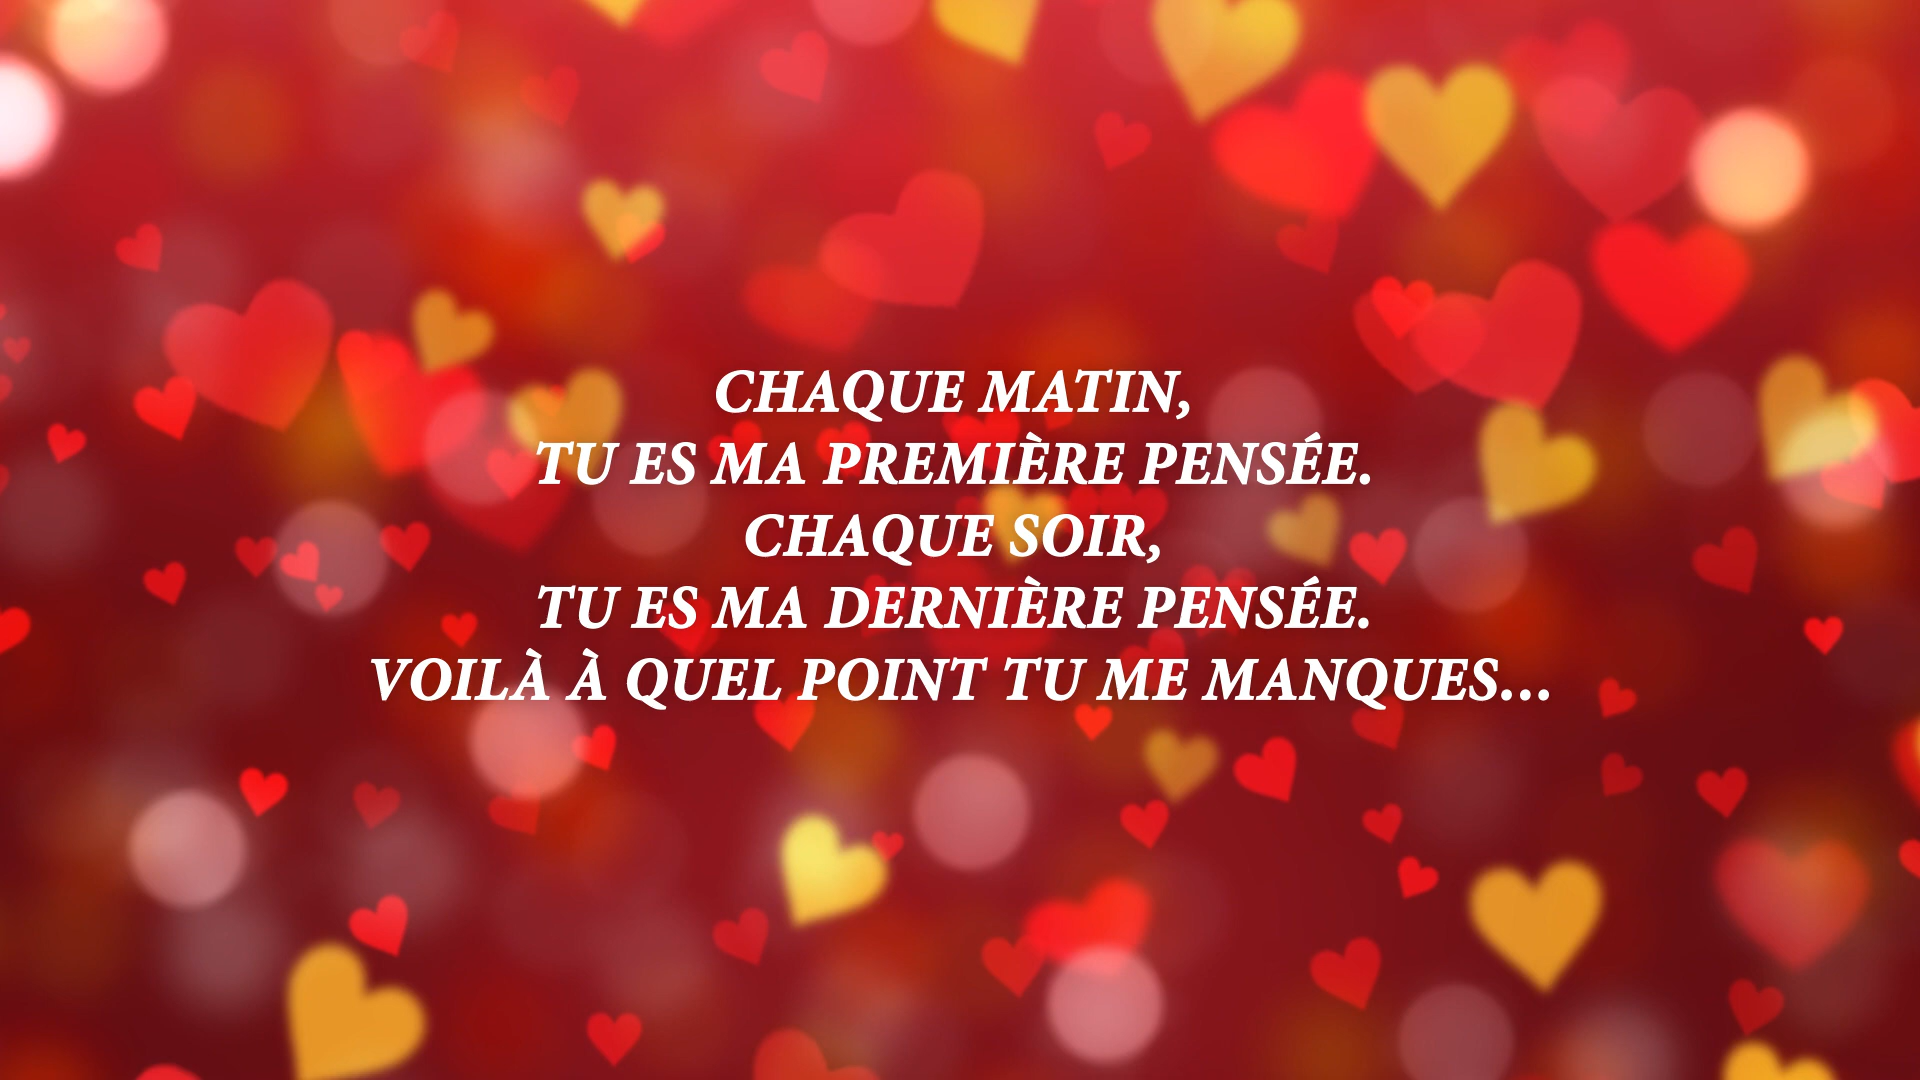 CHAQUE MATIN,
TU ES MA PREMIÈRE PENSÉE.
CHAQUE SOIR,
TU ES MA DERNIÈRE PENSÉE.
VOILÀ À QUEL POINT TU ME MANQUES...